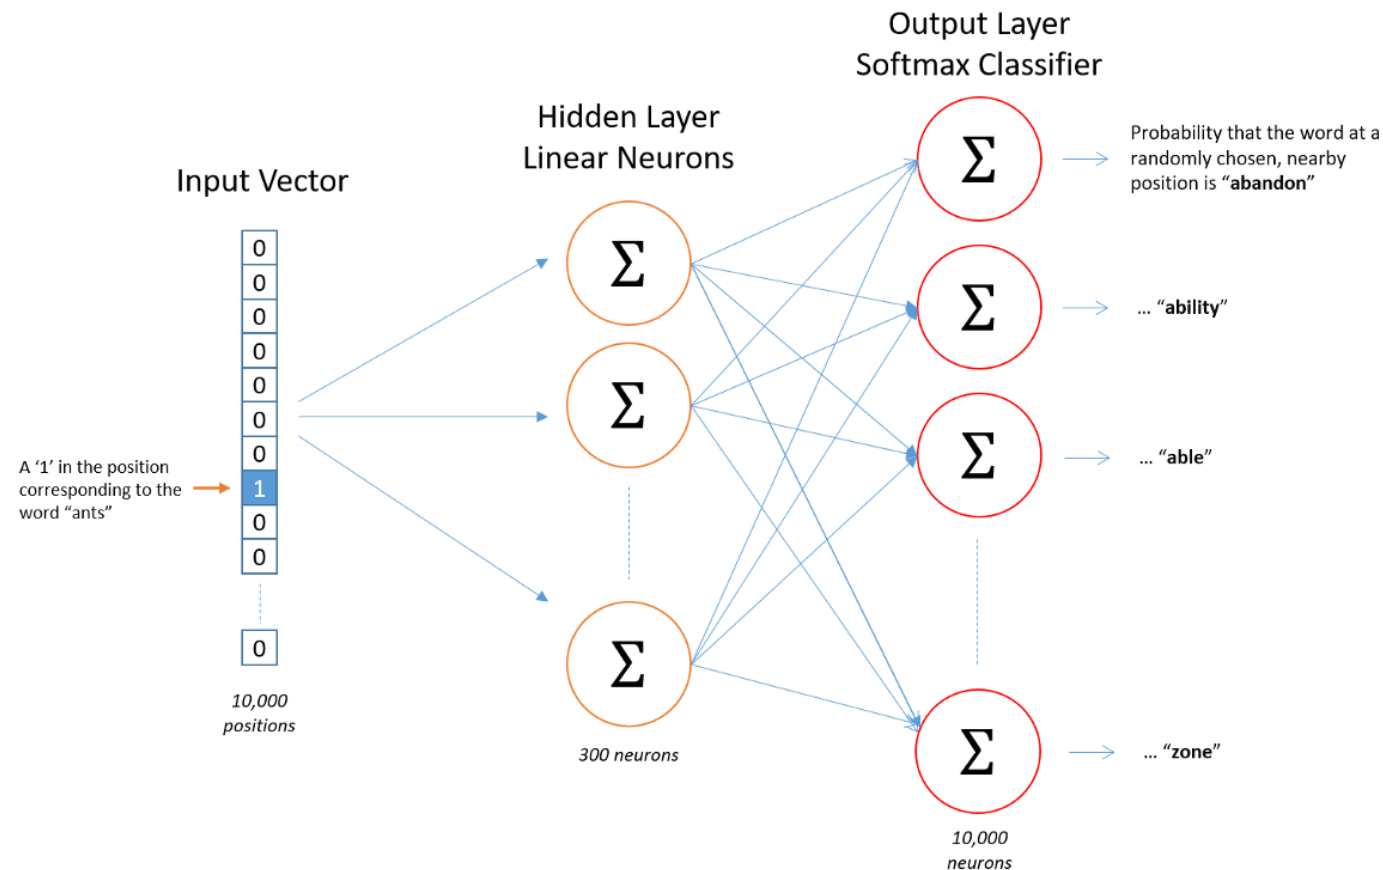 Output Layer
Softmax Classifier
Hidden Layer
Linear Neurons
Input Vector
0
0
0
0
0
0
0
1
0
0
0
A ‘1’ in the position
corresponding to the
word “ants”
10,000
positions
Σ
Σ
Σ
300 neurons
Σ
Σ
Σ
Σ
10,000
neurons
Probability that the word at a
randomly chosen, nearby
position is “abandon”
... “ability”
... “able”
... “zone”